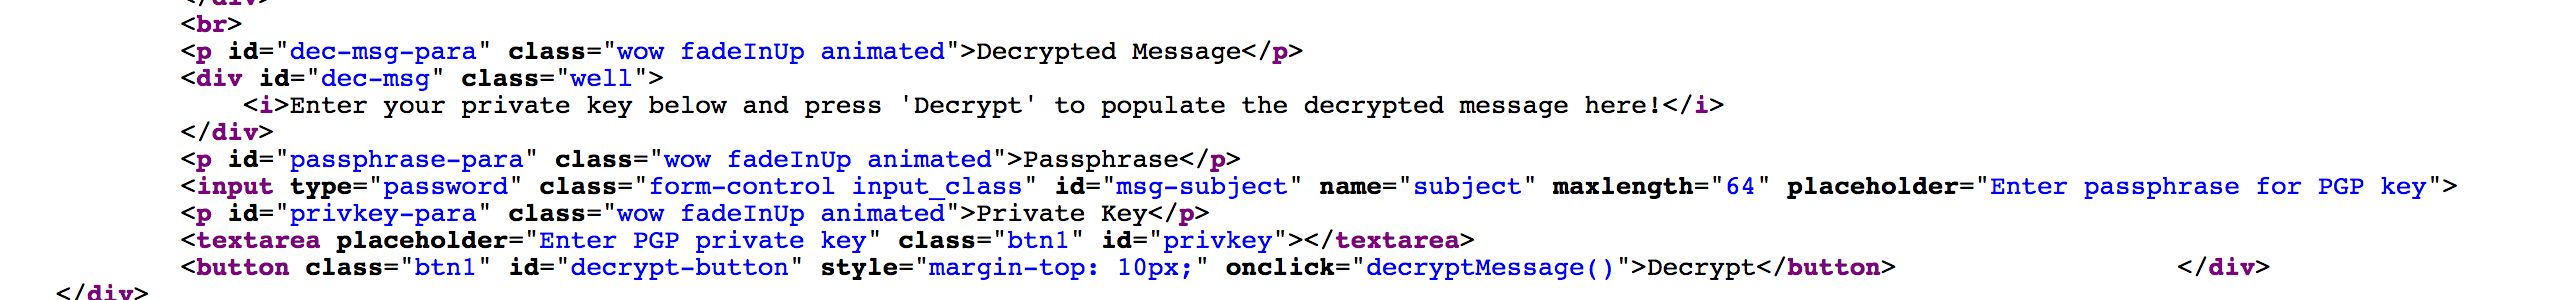 </div>
<br>
<p id="dec-msg-para" class="wow fadeInUp animated">Decrypted Message</p>
<div id="dec-msg" class="well">
<i>Enter your private key below and press 'Decrypt' to populate the decrypted message here!</i>
</div>
<p id="passphrase-para" class="wow fadeInUp animated">Passphrase</p>
<input type="password" class="form-control input_class" id="msg-subject" name="subject" maxlength="64" placeholder="Enter passphrase for PGP key">
<p id="privkey-para" class="wow fadeInUp animated">Private Key</p>
<textarea placeholder="Enter PGP private key" class="btn1" id="privkey"></textarea>
<button class="btn1" id="decrypt-button" style="margin-top: 10px;" onclick="decryptMessage()">Decrypt</button> </div>
</div>